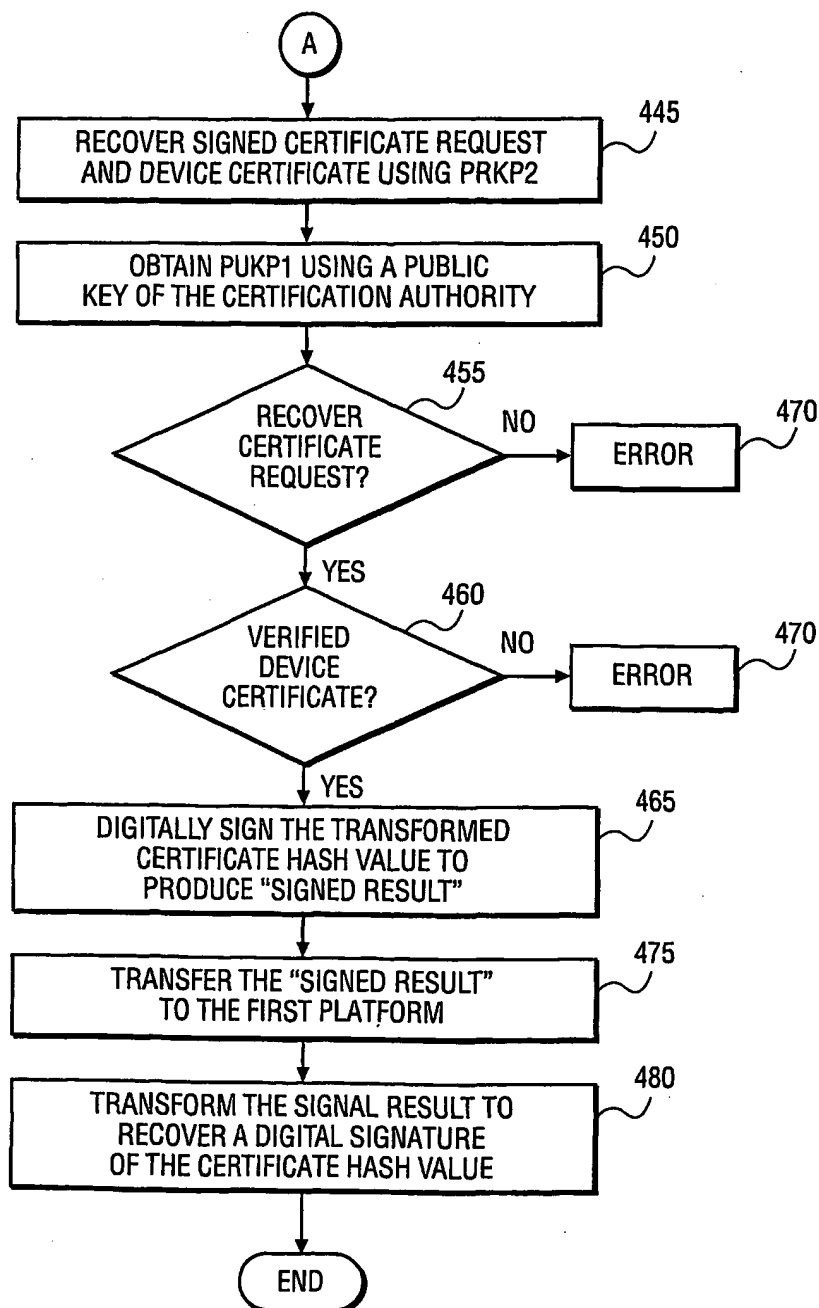 A
RECOVER SIGNED CERTIFICATE REQUEST
AND DEVICE CERTIFICATE USING PRKP2
445
OBTAIN PUKP1 USING A PUBLIC
KEY OF THE CERTIFICATION AUTHORITY
450
RECOVER
CERTIFICATE
REQUEST?
455
NO
ERROR
470
YES
VERIFIED
DEVICE
CERTIFICATE?
460
NO
ERROR
470
YES
DIGITALLY SIGN THE TRANSFORMED
CERTIFICATE HASH VALUE TO
PRODUCE “SIGNED RESULT”
465
TRANSFER THE “SIGNED RESULT”
TO THE FIRST PLATFORM
475
TRANSFORM THE SIGNAL RESULT TO
RECOVER A DIGITAL SIGNATURE
OF THE CERTIFICATE HASH VALUE
480
END